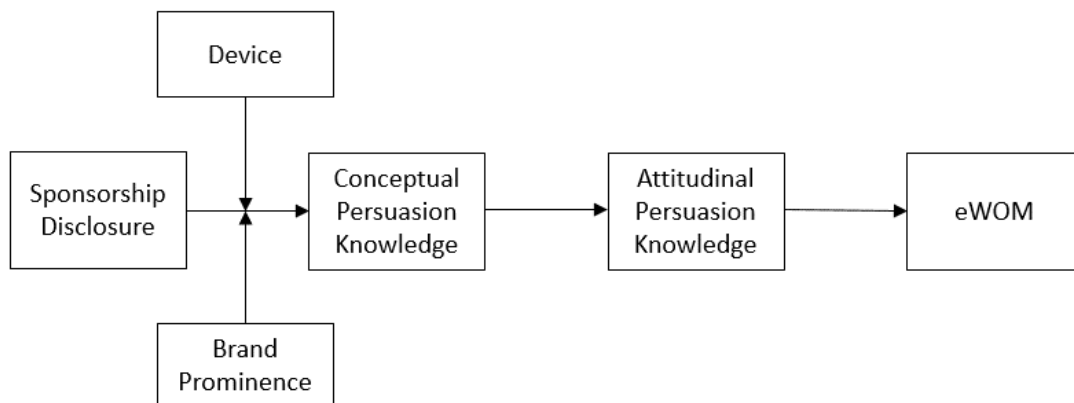 Device
Sponsorship
Disclosure
Conceptual
Persuasion
Knowledge
Attitudinal
Persuasion
Knowledge
eWOM
Brand
Prominence